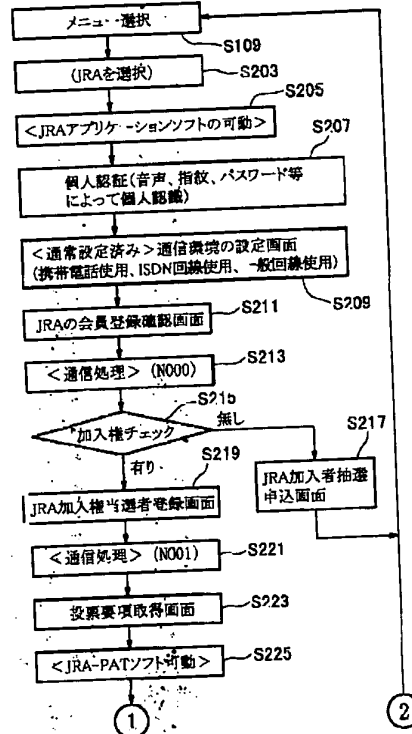 メニュー選択
S109
(JRAを選択)
S203
S205
<JRAアプリケーションソフトの可動>
S207
個人認証(音声、指紋、パスワード等
によって個人認識)
<通常設定済み>通信環境の設定画面
(携帯電話使用、ISDN回線使用、一般回線使用)
S209
S211
JRAの会員登録確認画面
S213
<通信処理> (N000)
S215
加入権チェック
無し
S217
有り
S219
JRA加入者抽選
申込画面
JRA加入権当選者登録画面
<通信処理> (N001)
S221
投票要項取得画面
S223
<JRA-PATソフト可動>
S225
1
2